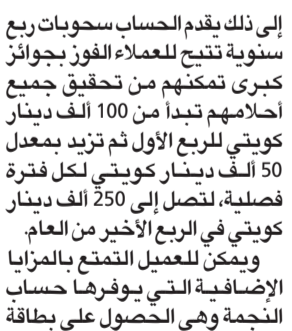 إلى ذلك يقدم الحساب سحوبات ربع
سنوية تتيح للعملاء الفوز بجوائز
كبرى تمكنهم من تحقيق جميع
أحلامهم تبدأ من 100 ألف دينار
كويتي للربع الأول ثم تزيد بمعدل
50 ألف دينار كويتي لكل فترة
فصلية، لتصل إلى 250 ألف دينار
كويتي في الربع الأخير من العام.
ويمكن للعميل التمتع بالمزايا
الإضافية التي يوفرها حساب
النجمة وهي الحصول على بطاقة